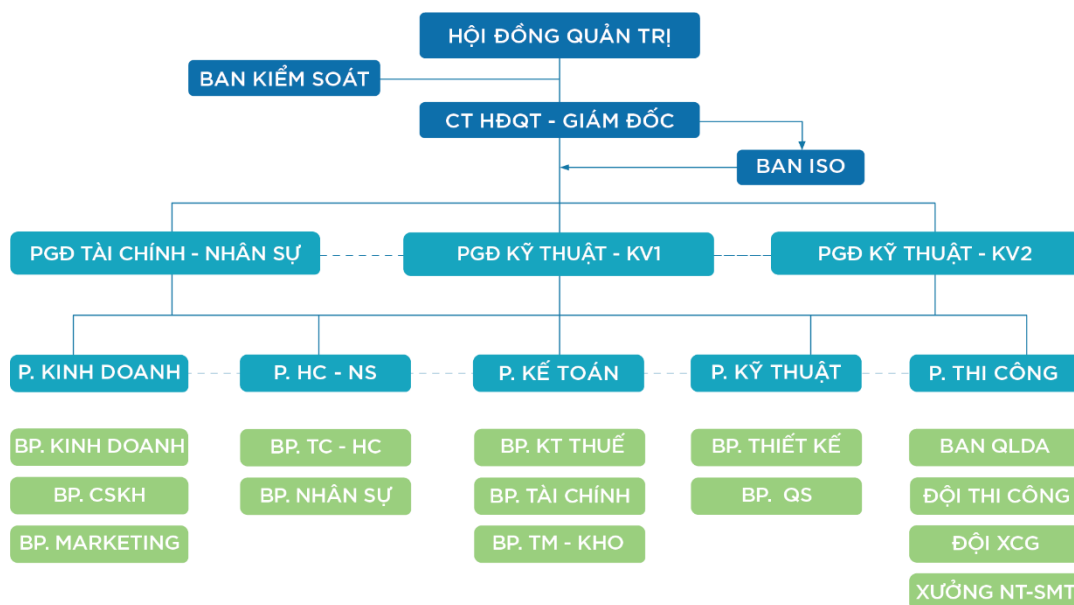 HỘI ĐỒNG QUẢN TRỊ
BAN KIỂM SOÁT
CT HĐQT - GIÁM ĐỐC
BAN ISO
PGĐ TÀI CHÍNH - NHÂN SỰ
PGĐ KỸ THUẬT - KV1
PGĐ KỸ THUẬT - KV2
P. KINH DOANH
P. HC - NS
P. KẾ TOÁN
P. KỸ THUẬT
P. THI CÔNG
BP. KINH DOANH
BP. TC - HC
BP. KT THUẾ
BP. THIẾT KẾ
BAN QLDA
BP. CSKH
BP. NHÂN SỰ
BP. TÀI CHÍNH
BP. QS
ĐỘI THI CÔNG
BP. MARKETING
BP. TM - KHO
ĐỘI XCG
XƯỞNG NT-SMT